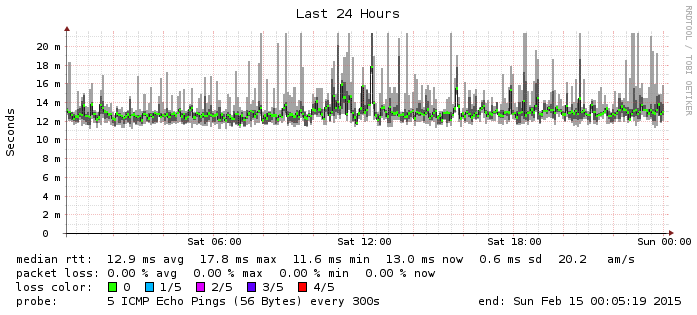 Last 24 Hours
RRDTOOL / TOBI OETIKER
Seconds
20 m
18 m
16 m
14 m
12 m
10 m
8 m
6 m
4 m
2 m
0
Sat 06:00 Sat 12:00 Sat 18:00 Sun 00:00
median rtt: 12.9 ms avg 17.8 ms max 11.6 ms min 13.0 ms now 0.6 ms sd 20.2 am/s
packet loss: 0.00 % avg 0.00 % max 0.00 % min 0.00 % now
loss color: 0 1/5 2/5 3/5 4/5
probe: 5 ICMP Echo Pings (56 Bytes) every 300s end: Sun Feb 15 00:05:19 2015